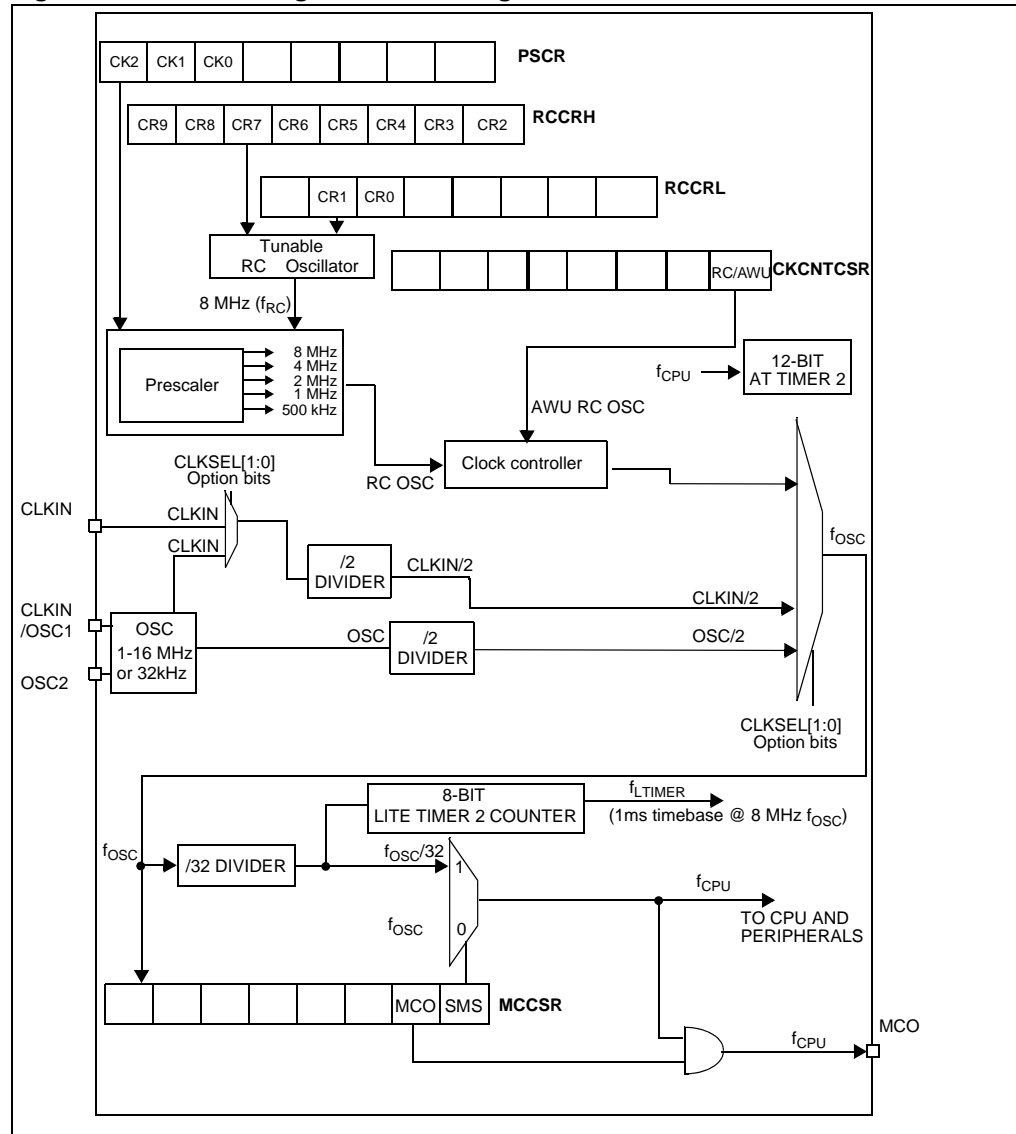 CK2 CK1 CK0 PSCR
CR9 CR8 CR7 CR6 CR5 CR4 CR3 CR2 RCCRH
CR1 CR0 RCCRL
Tunable
RC Oscillator
RC/AWU CKCNTCSR
8 MHz (fRC)
Prescaler
8 MHz
4 MHz
2 MHz
1 MHz
500 kHz
fCPU
12-BIT
AT TIMER 2
AWU RC OSC
RC OSC
Clock controller
CLKSEL[1:0]
Option bits
CLKIN
CLKIN
CLKIN
/2
DIVIDER
CLKIN/2
CLKIN/2
fOSC
CLKIN
/OSC1
OSC2
OSC
1-16 MHz
or 32kHz
OSC
/2
DIVIDER
OSC/2
CLKSEL[1:0]
Option bits
8-BIT
LITE TIMER 2 COUNTER
fLTIMER
(1ms timebase @ 8 MHz fOSC)
fOSC
/32 DIVIDER
fOSC/32
1
fOSC
0
fCPU
TO CPU AND
PERIPHERALS
MCO SMS MCCSR
fCPU
MCO